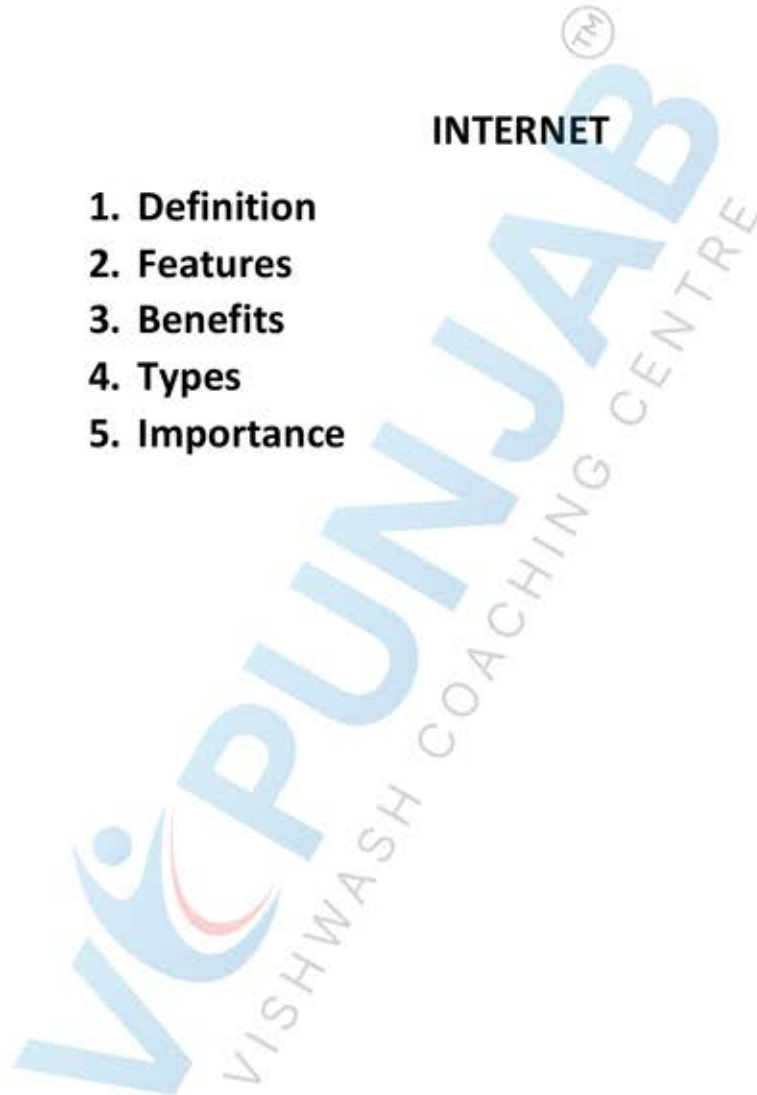 TM
INTERNET
1. Definition
2. Features
3. Benefits
4. Types
5. Importance
VCPUNJAB
VISHWASH COACHING CENTRE